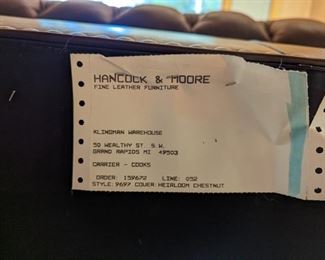 HANCOCK & MOORE
FINE LEATHER FURNITURE
KLINGMAN WAREHOUSE
50 WEALTHY ST S.W.
GRAND RAPIDS MI 49503
CARRIER - COOKS
ORDER: 159672 LINE: 052
STYLE: 9697 COVER: HEIRLOOM CHESTNUT